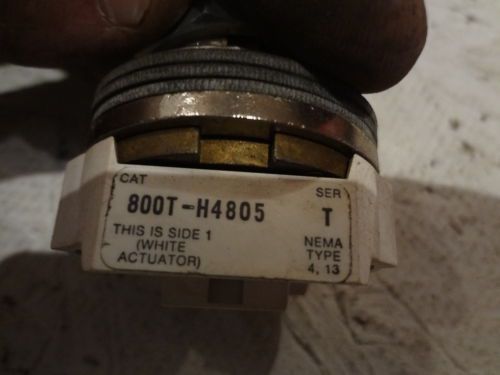 CAT SER
800T-H4805 T
THIS IS SIDE 1 NEMA
(WHITE TYPE
ACTUATOR) 4, 13